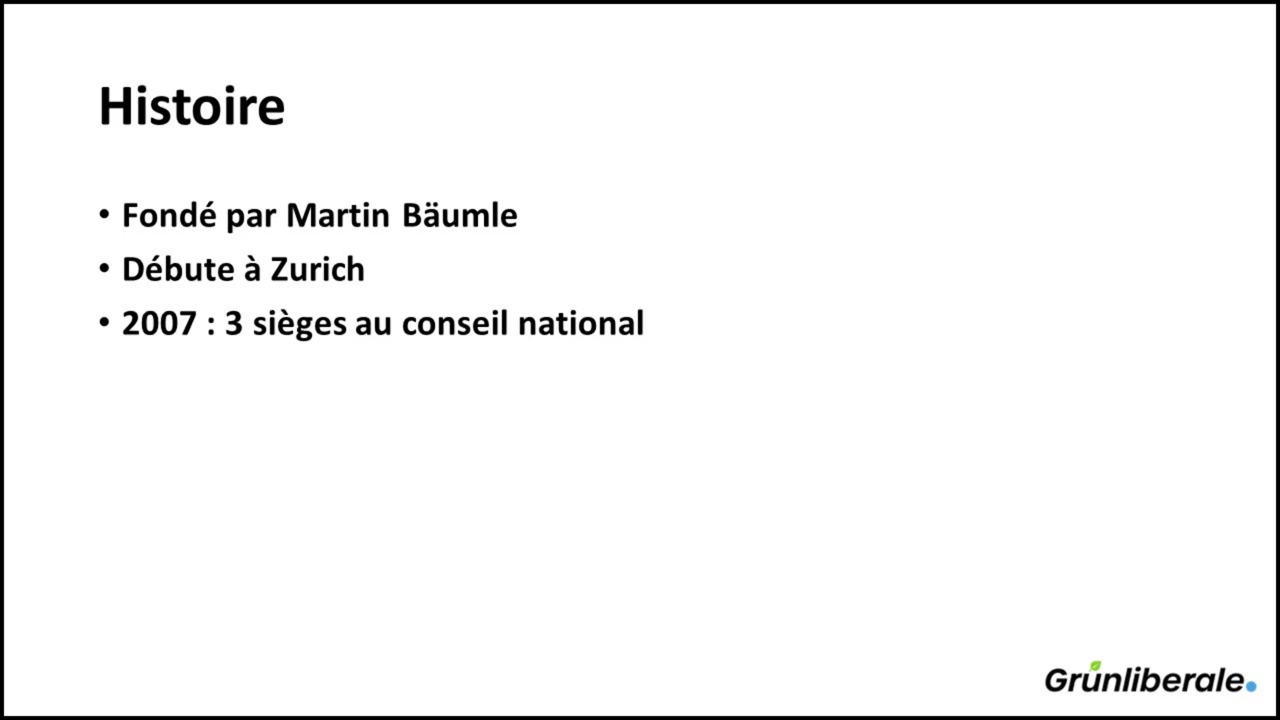 Histoire
• Fondé par Martin Bäumle
• Débute à Zurich
• 2007 : 3 sièges au conseil national
Grünliberale.